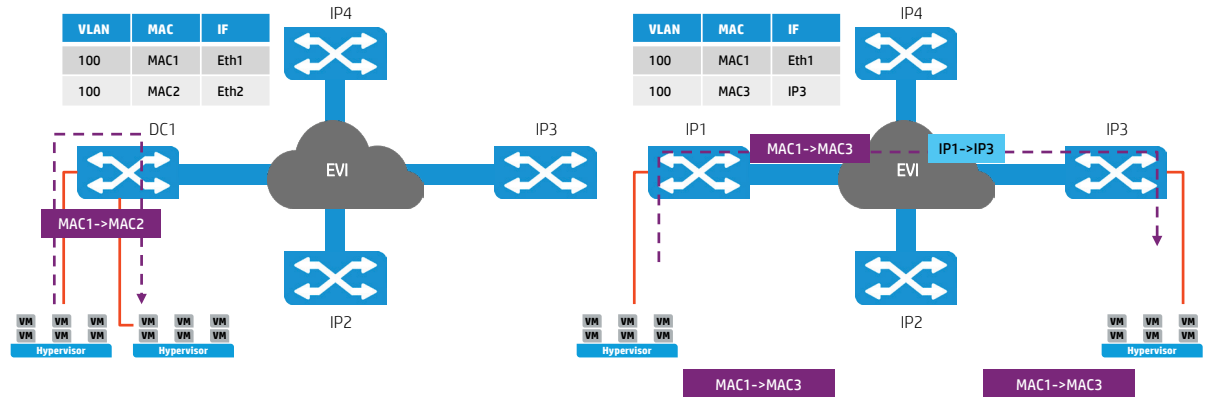 IP4
VLAN MAC IF
100 MAC1 Eth1
100 MAC2 Eth2
DC1
IP3
EVI
MAC1->MAC2
IP2
VM VM VM VM VM VM
VM VM VM VM VM VM
Hypervisor Hypervisor
IP4
VLAN MAC IF
100 MAC1 Eth1
100 MAC3 IP3
IP1
IP3
MAC1->MAC3
IP1->IP3
EVI
IP2
VM VM VM VM VM VM
VM VM VM VM VM VM
Hypervisor Hypervisor
MAC1->MAC3 MAC1->MAC3